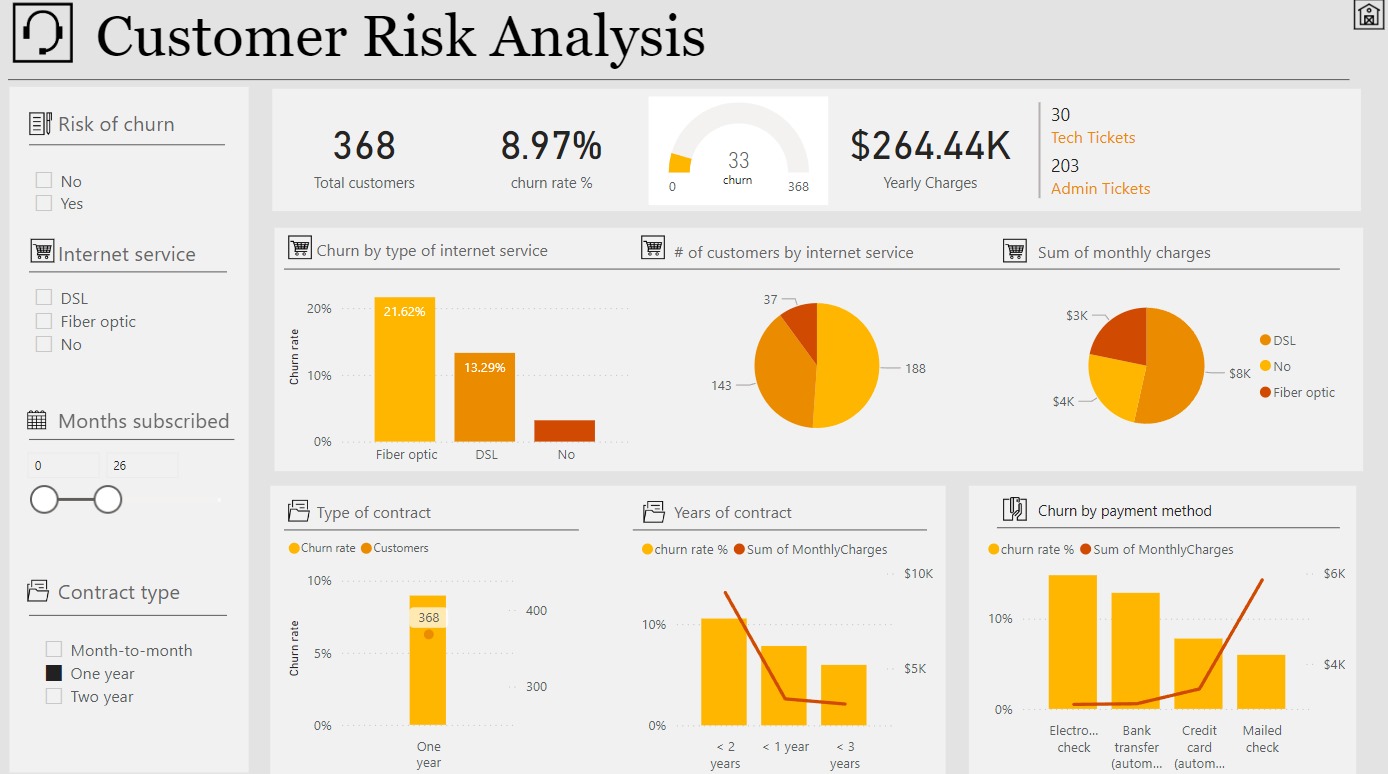 Customer Risk Analysis
Risk of churn
No
Yes
Internet service
DSL
Fiber optic
No
Months subscribed
0
26
Contract type
Month-to-month
One year
Two year
368
Total customers
8.97%
churn rate %
33
churn
0
368
$264.44K
Yearly Charges
30
Tech Tickets
203
Admin Tickets
Churn by type of internet service
Churn rate
20%
10%
0%
21.62%
13.29%
Fiber optic
DSL
No
# of customers by internet service
37
143
188
Sum of monthly charges
$3K
$4K
$8K
DSL
No
Fiber optic
Type of contract
Churn rate
Customers
Churn rate
10%
5%
0%
368
400
300
One
year
Years of contract
churn rate %
Sum of MonthlyCharges
10%
0%
$10K
$5K
< 2
years
< 1 year
< 3
years
Churn by payment method
churn rate %
Sum of MonthlyCharges
10%
0%
$6K
$4K
Electro...
check
Bank
transfer
(autom...
Credit
card
(autom...
Mailed
check